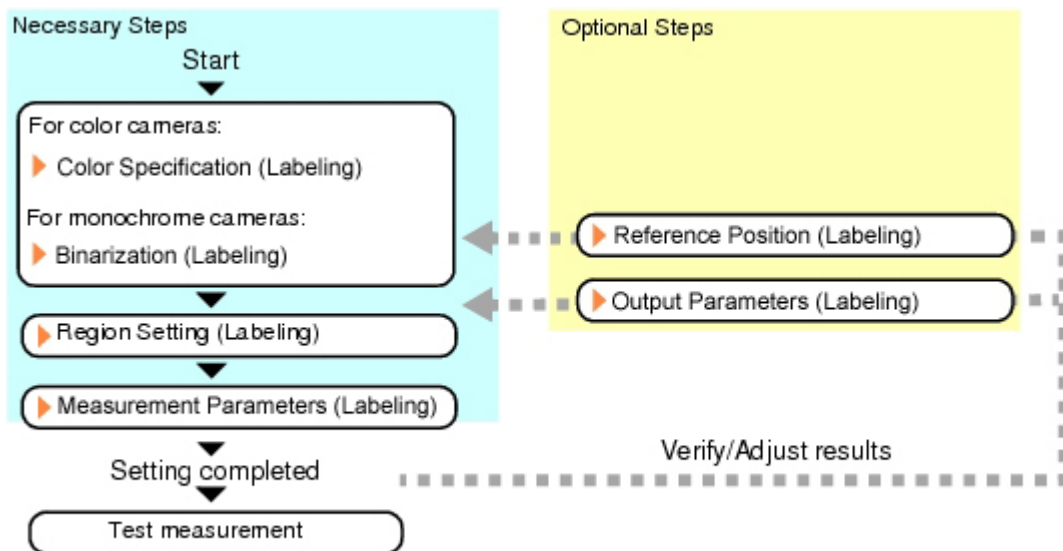 Necessary Steps
Start
For color cameras:
Color Specification (Labeling)
For monochrome cameras:
Binarization (Labeling)
Region Setting (Labeling)
Measurement Parameters (Labeling)
Setting completed
Test measurement
Optional Steps
Reference Position (Labeling)
Output Parameters (Labeling)
Verify/Adjust results